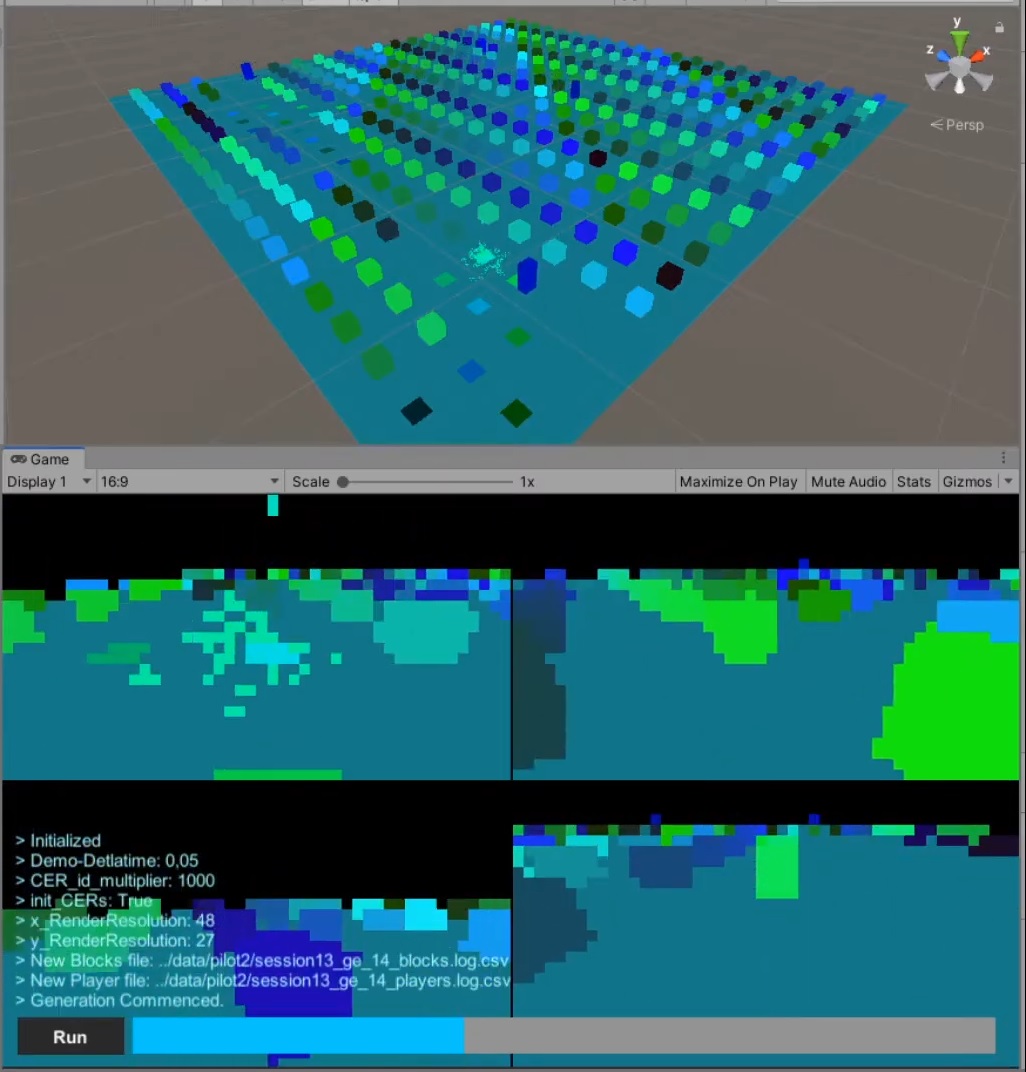 y
z
x
Persp
Game
Display 1 16:9 Scale 1x Maximize On Play Mute Audio Stats Gizmos
> Initialized
> Demo-Detlatime: 0,05
> CER_id_multiplier: 1000
> init_CERs: True
> x_RenderResolution: 48
> y_RenderResolution: 27
> New Blocks file: ../data/pilot2/session13_ge_14_blocks.log.csv
> New Player file: ../data/pilot2/session13_ge_14_players.log.csv
> Generation Commenced.
Run